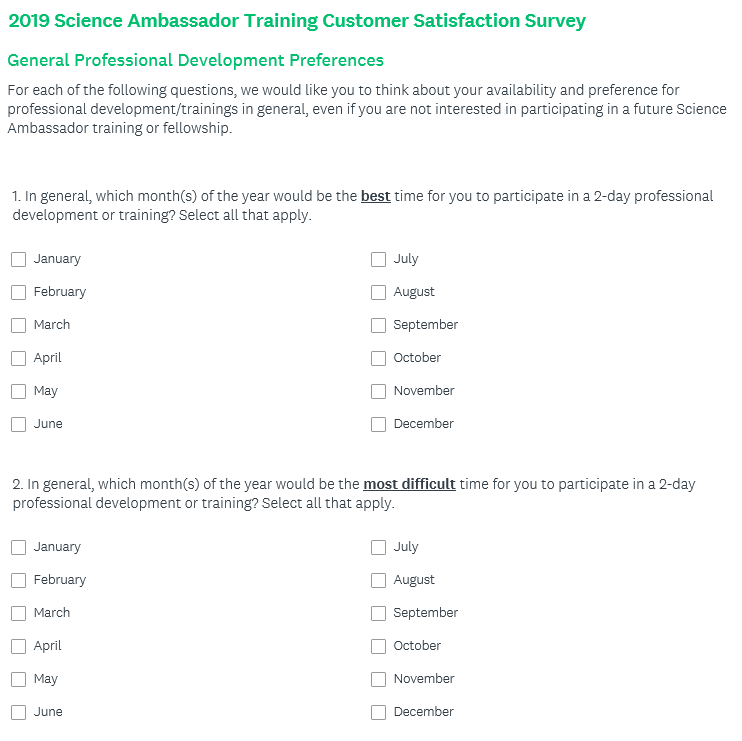 2019 Science Ambassador Training Customer Satisfaction Survey
General Professional Development Preferences
For each of the following questions, we would like you to think about your availability and preference for
professional development/trainings in general, even if you are not interested in participating in a future Science
Ambassador training or fellowship.
1. In general, which month(s) of the year would be the best time for you to participate in a 2-day professional
development or training? Select all that apply.
January
February
March
April
May
June
July
August
September
October
November
December
2. In general, which month(s) of the year would be the most difficult time for you to participate in a 2-day
professional development or training? Select all that apply.
January
February
March
April
May
June
July
August
September
October
November
December